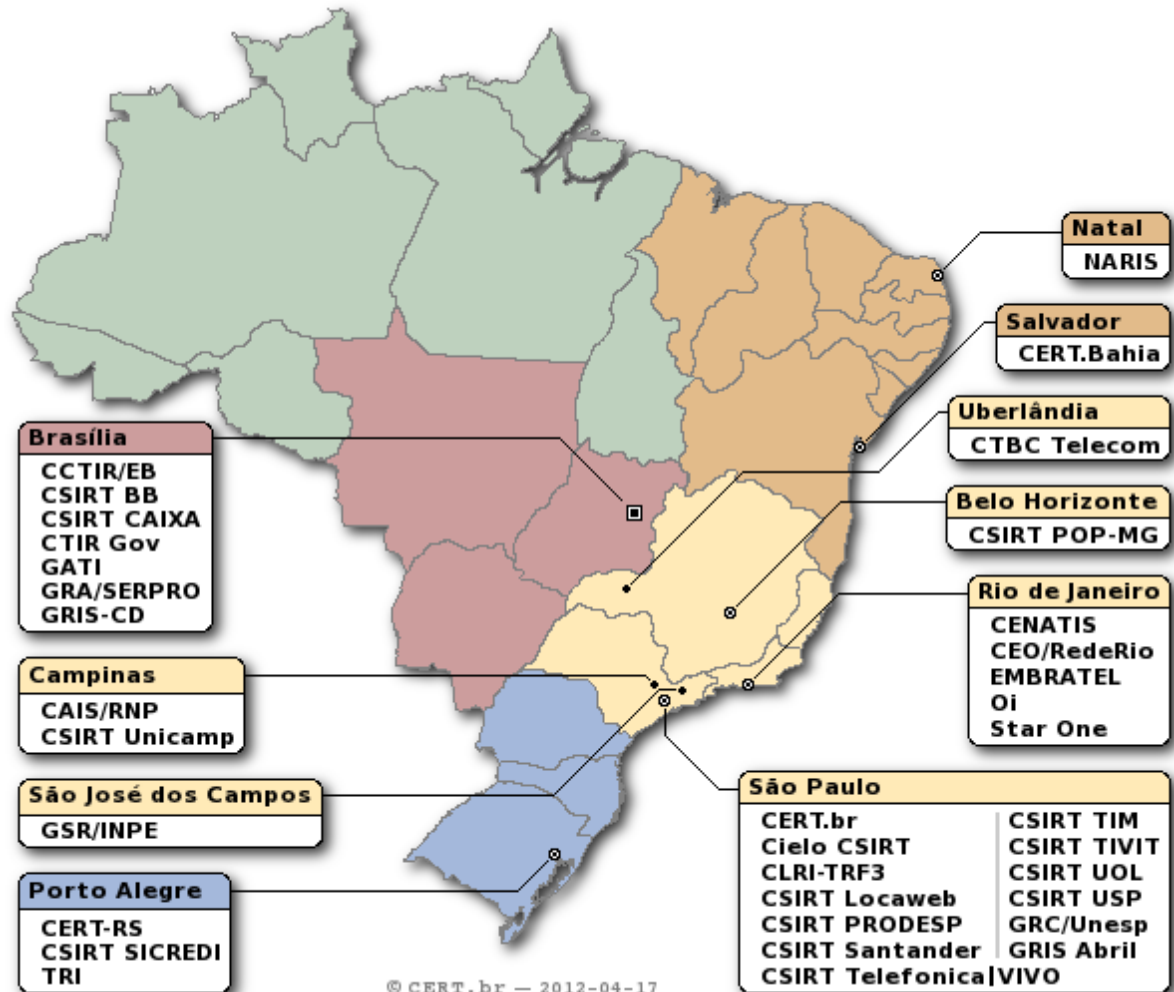 Natal
NARIS
Salvador
CERT.Bahia
Uberlândia
CTBC Telecom
Brasília
CCTIR/EB
CSIRT BB
CSIRT CAIXA
CTIR Gov
GATI
GRA/SERPRO
GRIS-CD
Belo Horizonte
CSIRT POP-MG
Rio de Janeiro
CENATIS
CEO/RedeRio
EMBRATEL
Oi
Star One
Campinas
CAIS/RNP
CSIRT Unicamp
São José dos Campos
GSR/INPE
São Paulo
CERT.br
Cielo CSIRT
CLRI-TRF3
CSIRT Locaweb
CSIRT PRODESP
CSIRT Santander
CSIRT Telefonica|VIVO
CSIRT TIM
CSIRT TIVIT
CSIRT UOL
CSIRT USP
GRC/Unesp
GRIS Abril
Porto Alegre
CERT-RS
CSIRT SICREDI
TRI
© CERT.br — 2012-04-17